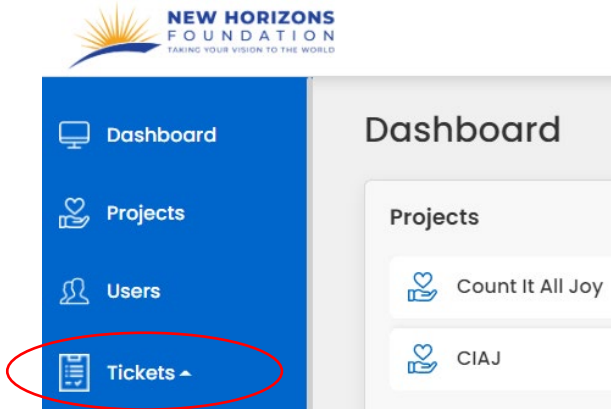 NEW HORIZONS
FOUNDATION
TAKING YOUR VISION TO THE WORLD
Dashboard
Projects
Users
Tickets
Dashboard
Projects
Count It All Joy
CIAJ